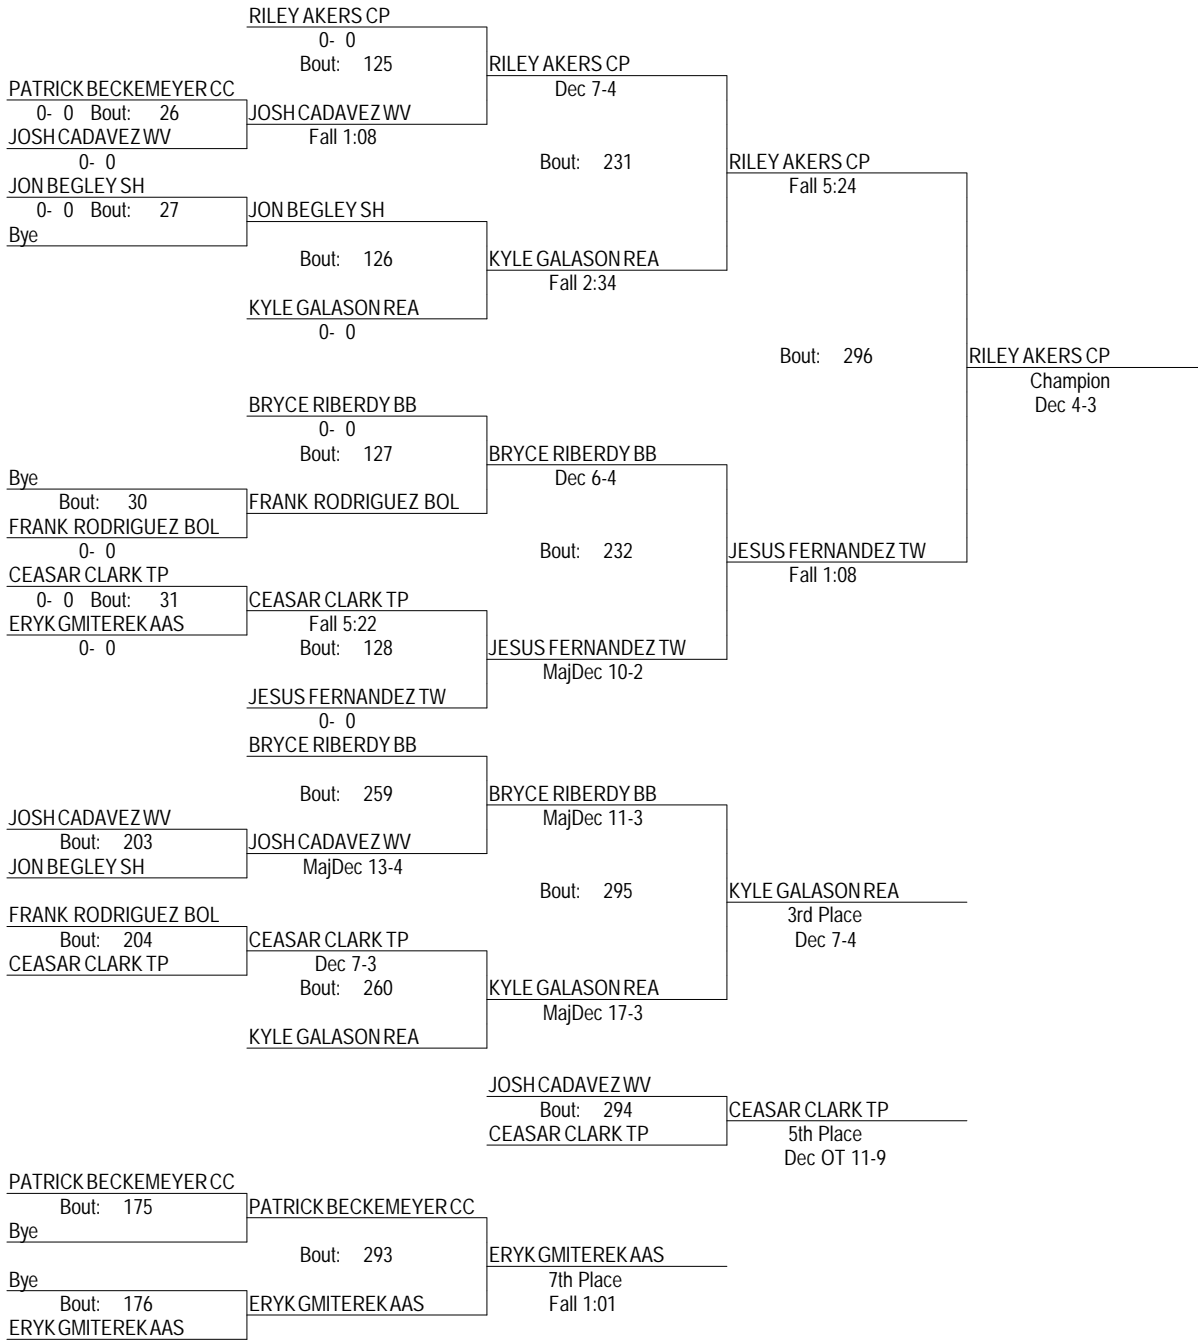 RILEY AKERS CP
0- 0
Bout: 125
RILEY AKERS CP
Dec 7-4
PATRICK BECKEMEYER CC
0- 0 Bout: 26
JOSH CADAVEZ WV
Fall 1:08
JOSH CADAVEZ WV
0- 0
Bout: 231
RILEY AKERS CP
Fall 5:24
JON BEGLEY SH
0- 0 Bout: 27
JON BEGLEY SH
Bye
Bout: 126
KYLE GALASON REA
Fall 2:34
KYLE GALASON REA
0- 0
Bout: 296
RILEY AKERS CP
Champion
Dec 4-3
BRYCE RIBERDY BB
0- 0
Bout: 127
BRYCE RIBERDY BB
Dec 6-4
Bye
Bout: 30
FRANK RODRIGUEZ BOL
FRANK RODRIGUEZ BOL
0- 0
Bout: 232
JESUS FERNANDEZ TW
Fall 1:08
CEASAR CLARK TP
0- 0 Bout: 31
CEASAR CLARK TP
Fall 5:22
ERYK GMITEREK AAS
0- 0
Bout: 128
JESUS FERNANDEZ TW
MajDec 10-2
JESUS FERNANDEZ TW
0- 0
BRYCE RIBERDY BB
Bout: 259
BRYCE RIBERDY BB
MajDec 11-3
JOSH CADAVEZ WV
Bout: 203
JOSH CADAVEZ WV
MajDec 13-4
JON BEGLEY SH
Bout: 295
KYLE GALASON REA
3rd Place
Dec 7-4
FRANK RODRIGUEZ BOL
Bout: 204
CEASAR CLARK TP
Dec 7-3
CEASAR CLARK TP
Bout: 260
KYLE GALASON REA
MajDec 17-3
KYLE GALASON REA
JOSH CADAVEZ WV
Bout: 294
CEASAR CLARK TP
CEASAR CLARK TP
5th Place
Dec OT 11-9
PATRICK BECKEMEYER CC
Bout: 175
PATRICK BECKEMEYER CC
Bye
Bout: 293
ERYK GMITEREK AAS
7th Place
Fall 1:01
Bye
Bout: 176
ERYK GMITEREK AAS
ERYK GMITEREK AAS